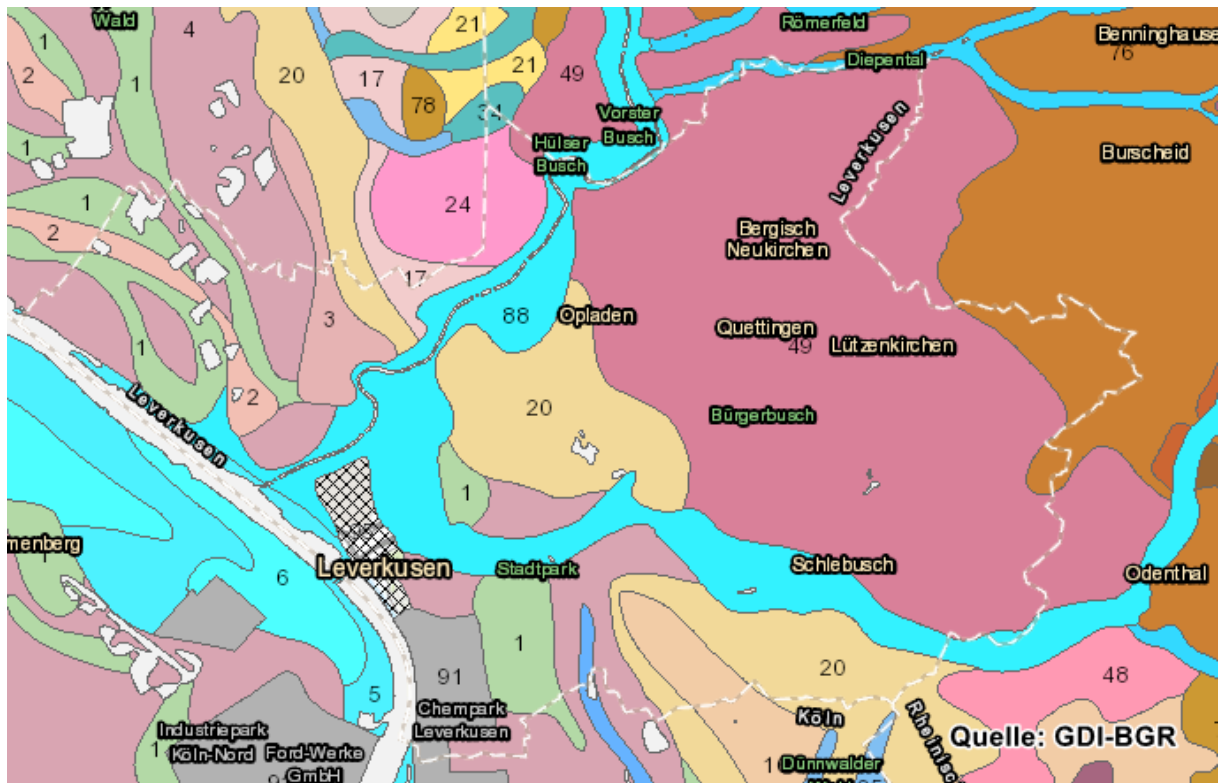 Wald
1
4
21
Römerfeld
Benninghause
76
2
1
20
17
21
49
Diepental
78
34
Vorster
Busch
Hülser
Busch
Leverkusen
Burscheid
1
1
24
Bergisch
Neukirchen
2
17
3
88
Opladen
Quettingen
49
Lützenkirchen
1
2
Leverkusen
20
Bürgerbusch
1
menberg
Leverkusen
Stadtpark
Schlebusch
Odenthal
6
1
20
48
5
91
Chempark
Leverkusen
Industriepark
Köln-Nord
Ford-Werke
GmbH
1
Köln
Rheinisc
Quelle: GDI-BGR
Dünnwalder